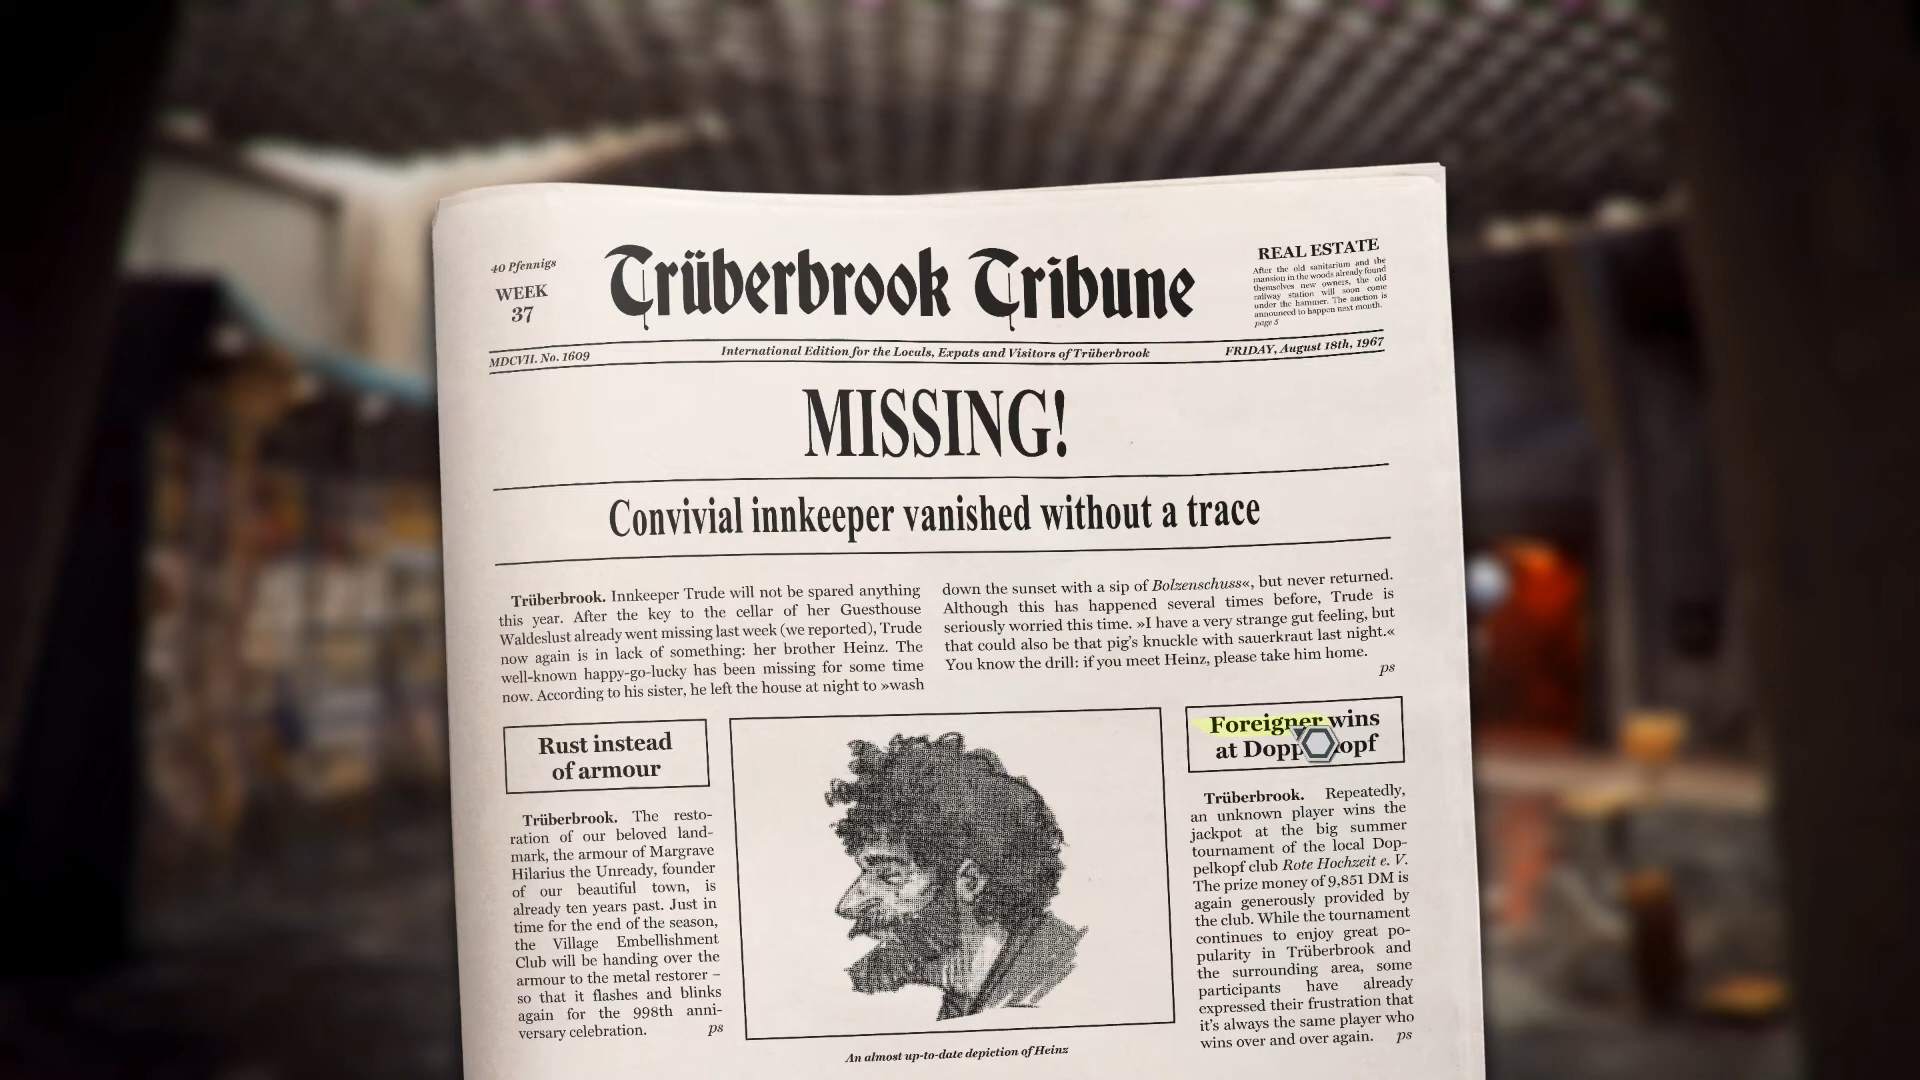 40 Pfennigs
WEEK
37
Trüberbrook Tribune
REAL ESTATE
After the old sanitarium and the
mansion in the woods already found
themselves new owners, the old
railway station will soon come
under the hammer. The auction is
announced to happen next month.
page 5
MDCVII. No. 1609
International Edition for the Locals, Expats and Visitors of Trüberbrook
FRIDAY, August 18th, 1967
MISSING!
Convivial innkeeper vanished without a trace
Trüberbrook. Innkeeper Trude will not be spared anything
this year. After the key to the cellar of her Guesthouse
Waldeslust already went missing last week (we reported), Trude
now again is in lack of something: her brother Heinz. The
well-known happy-go-lucky has been missing for some time
now. According to his sister, he left the house at night to »wash
down the sunset with a sip of Bolzenschuss«, but never returned.
Although this has happened several times before, Trude is
seriously worried this time. »I have a very strange gut feeling, but
that could also be that pig's knuckle with sauerkraut last night.«
You know the drill: if you meet Heinz, please take him home.
ps
Rust instead
of armour
Trüberbrook. The resto-
ration of our beloved land-
mark, the armour of Margrave
Hilarius the Unready, founder
of our beautiful town, is
already ten years past. Just in
time for the end of the season,
the Village Embellishment
Club will be handing over the
armour to the metal restorer –
so that it flashes and blinks
again for the 998th anni-
versary celebration. ps
An almost up-to-date depiction of Heinz
Foreigner wins
at
Trüberbrook. Repeatedly,
an unknown player wins the
jackpot at the big summer
tournament of the local Dop-
pelkopf club Rote Hochzeit e. V.
The prize money of 9,851 DM is
again generously provided by
the club. While the tournament
continues to enjoy great po-
pularity in Trüberbrook and
the surrounding area, some
participants have already
expressed their frustration that
it's always the same player who
wins over and over again. ps